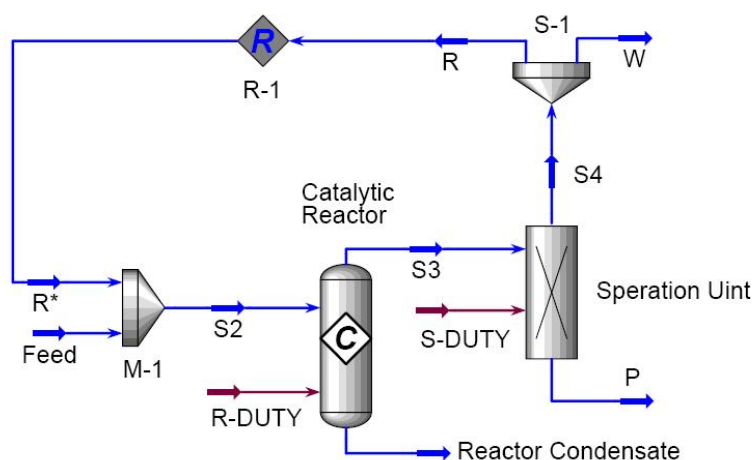 S-1
R
W
R
R-1
S4
Catalytic
Reactor
S3
R*
S2
Speration Uint
Feed
M-1
C
S-DUTY
R-DUTY
P
Reactor Condensate